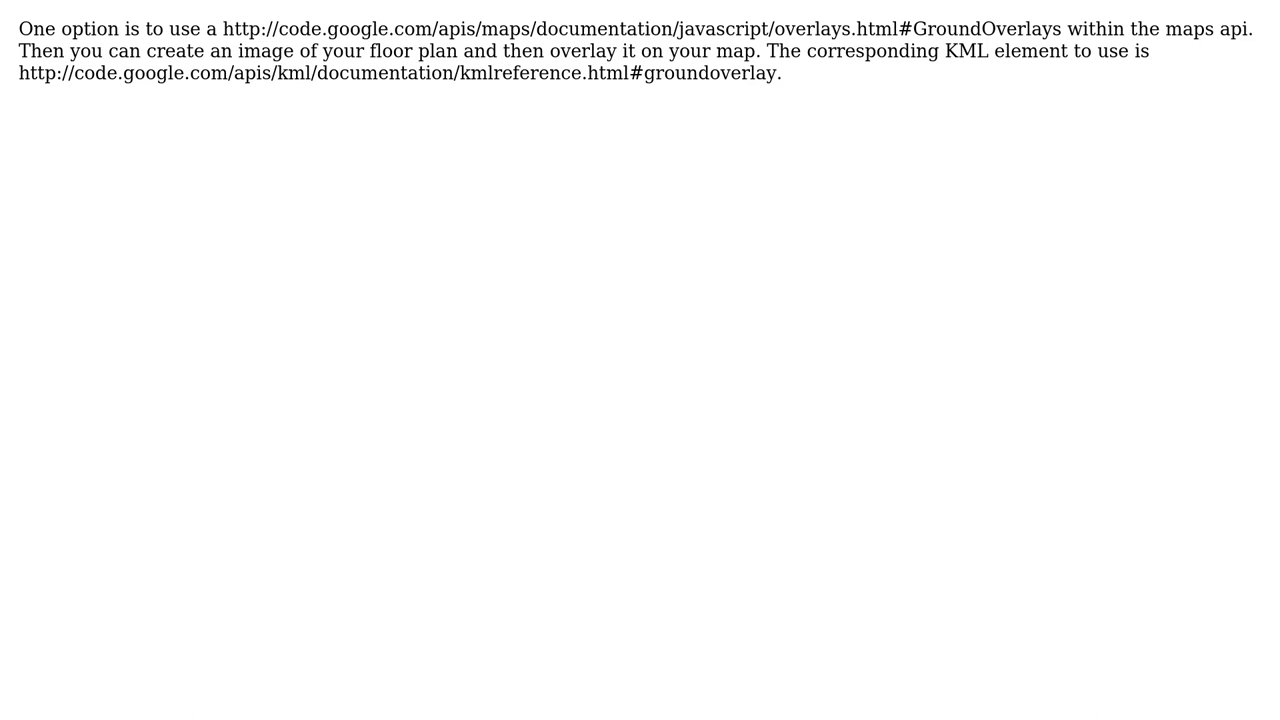 One option is to use a http://code.google.com/apis/maps/documentation/javascript/overlays.html#GroundOverlays within the maps api.
Then you can create an image of your floor plan and then overlay it on your map. The corresponding KML element to use is
http://code.google.com/apis/kml/documentation/kmlreference.html#groundoverlay.